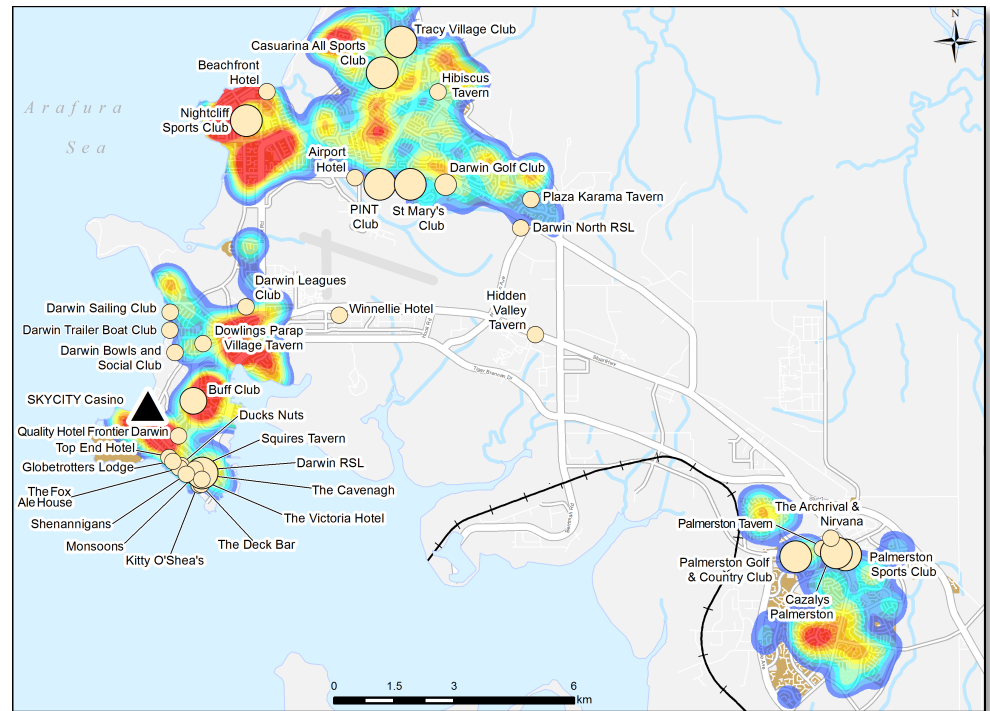 N
Tracy Village Club
Casuarina All Sports
Club
Beachfront
Hotel
Hibiscus
Tavern
Arafura
Sea
Nightcliff
Sports Club
Airport
Hotel
Darwin Golf Club
PINT
Club
St Mary's
Club
Plaza Karama Tavern
Darwin North RSL
Darwin Leagues
Club
Darwin Sailing Club
Winnellie Hotel
Hidden
Valley
Tavern
Darwin Trailer Boat Club
Dowlings Parap
Village Tavern
Darwin Bowls and
Social Club
Tiger Brennan Dr
SKYCITY Casino
Buff Club
Ducks Nuts
Quality Hotel Frontier Darwin
Squires Tavern
Top End Hotel
Globetrotters Lodge
Darwin RSL
The Cavenagh
The Fox
Ale House
Shenannigans
The Victoria Hotel
Monsoons
The Deck Bar
Kitty O'Shea's
Berrimah Rd
The Archrival &
Nirvana
Palmerston Tavern
Palmerston Golf
& Country Club
Palmerston
Sports Club
Cazalys
Palmerston
0 1.5 3 6
km